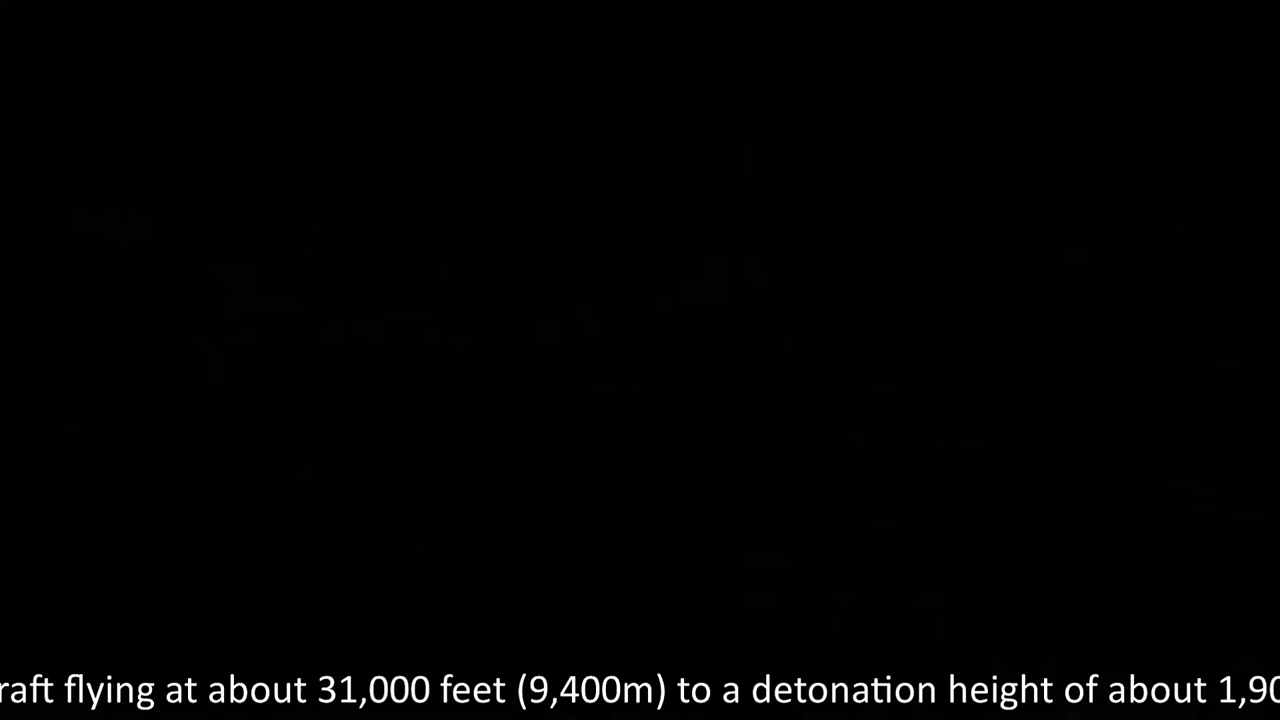 raft flying at about 31,000 feet (9,400m) to a detonation height of about 1,90